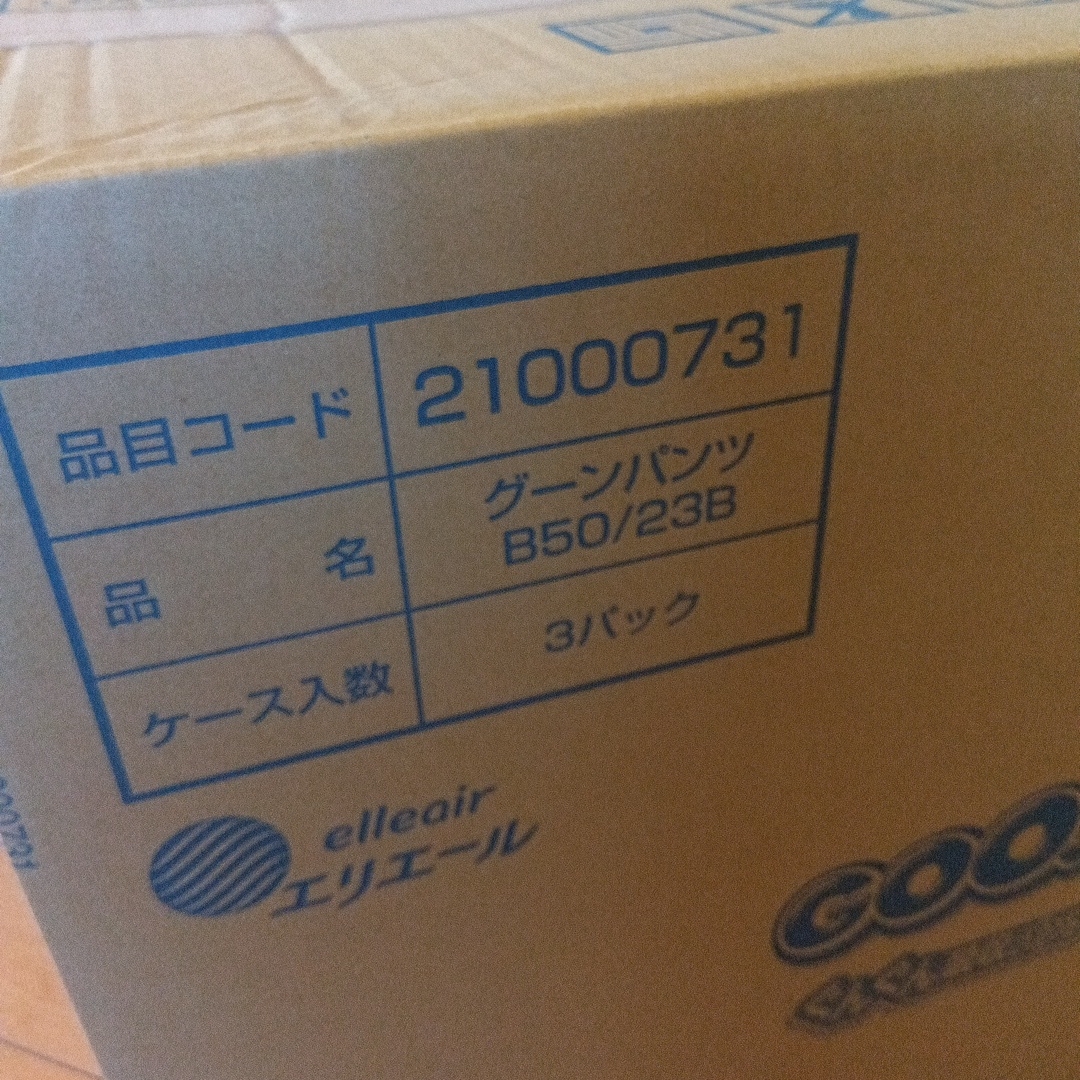 品目コード 21000731
品名 グーンパンツ
B50/23B
ケース入数 3パック
elleair
エリエール
GOO